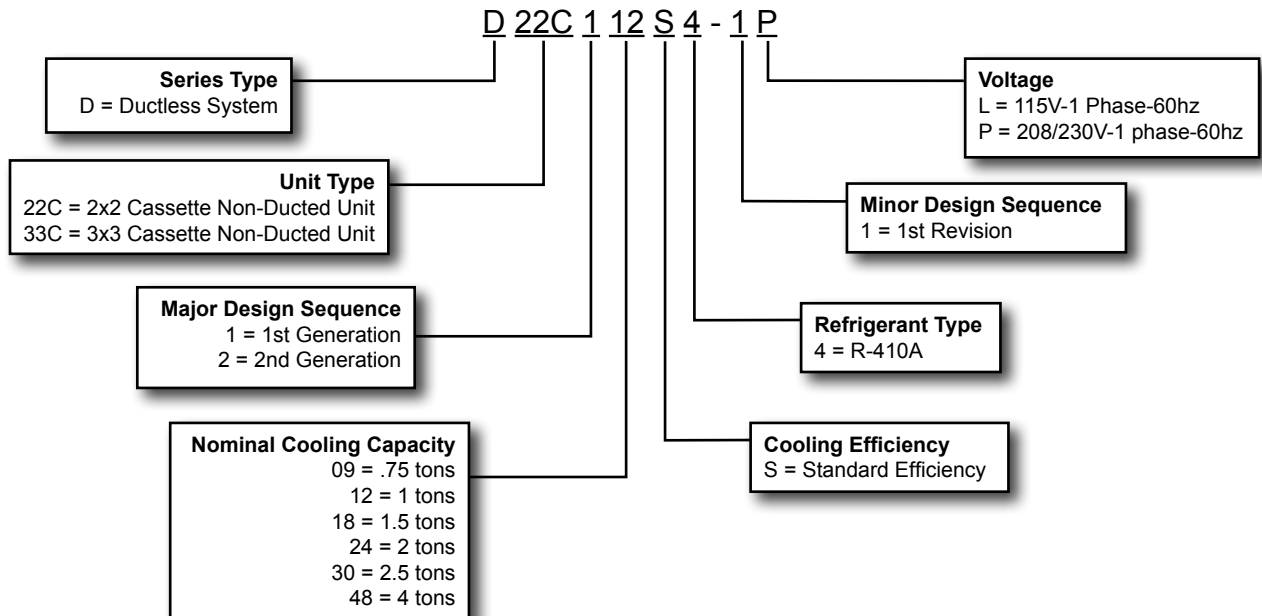 D 22C 1 12 S 4 - 1 P
Series Type
D = Ductless System
Unit Type
22C = 2x2 Cassette Non-Ducted Unit
33C = 3x3 Cassette Non-Ducted Unit
Major Design Sequence
1 = 1st Generation
2 = 2nd Generation
Nominal Cooling Capacity
09 = .75 tons
12 = 1 tons
18 = 1.5 tons
24 = 2 tons
30 = 2.5 tons
48 = 4 tons
Voltage
L = 115V-1 Phase-60hz
P = 208/230V-1 phase-60hz
Minor Design Sequence
1 = 1st Revision
Refrigerant Type
4 = R-410A
Cooling Efficiency
S = Standard Efficiency